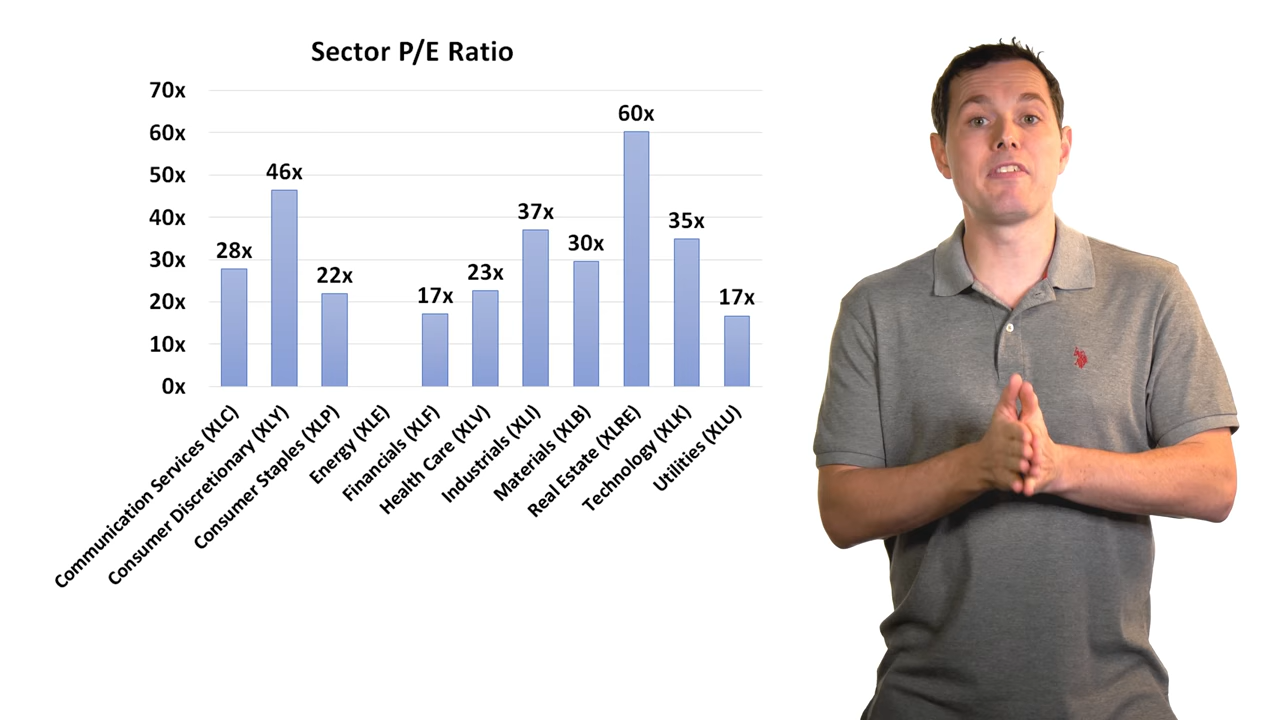 Sector P/E Ratio
70x
60x
50x
40x
30x
20x
10x
0x
28x
46x
22x
17x
23x
37x
30x
60x
35x
17x
Communication Services (XLC)
Consumer Discretionary (XLY)
Consumer Staples (XLP)
Energy (XLE)
Financials (XLF)
Health Care (XLV)
Industrials (XLI)
Materials (XLB)
Real Estate (XLRE)
Technology (XLK)
Utilities (XLU)